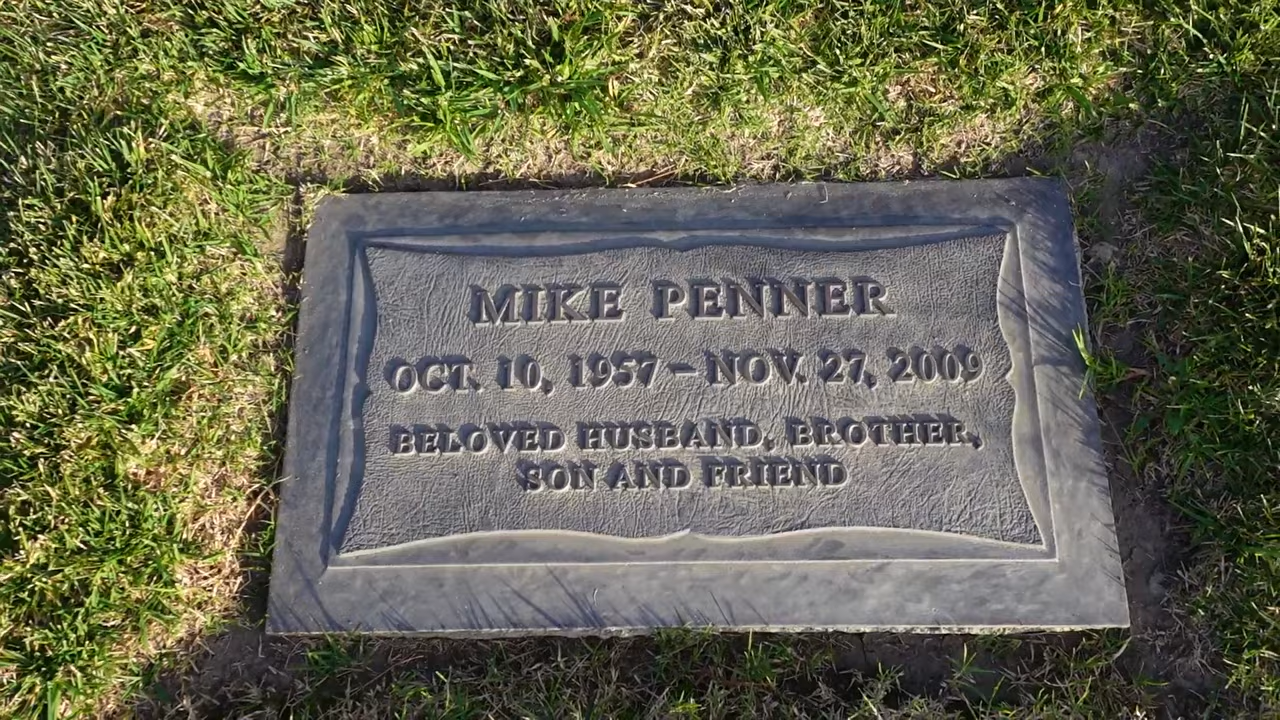 MIKE PENNER
OCT. 10, 1957 – NOV. 27, 2009
BELOVED HUSBAND, BROTHER,
SON AND FRIEND